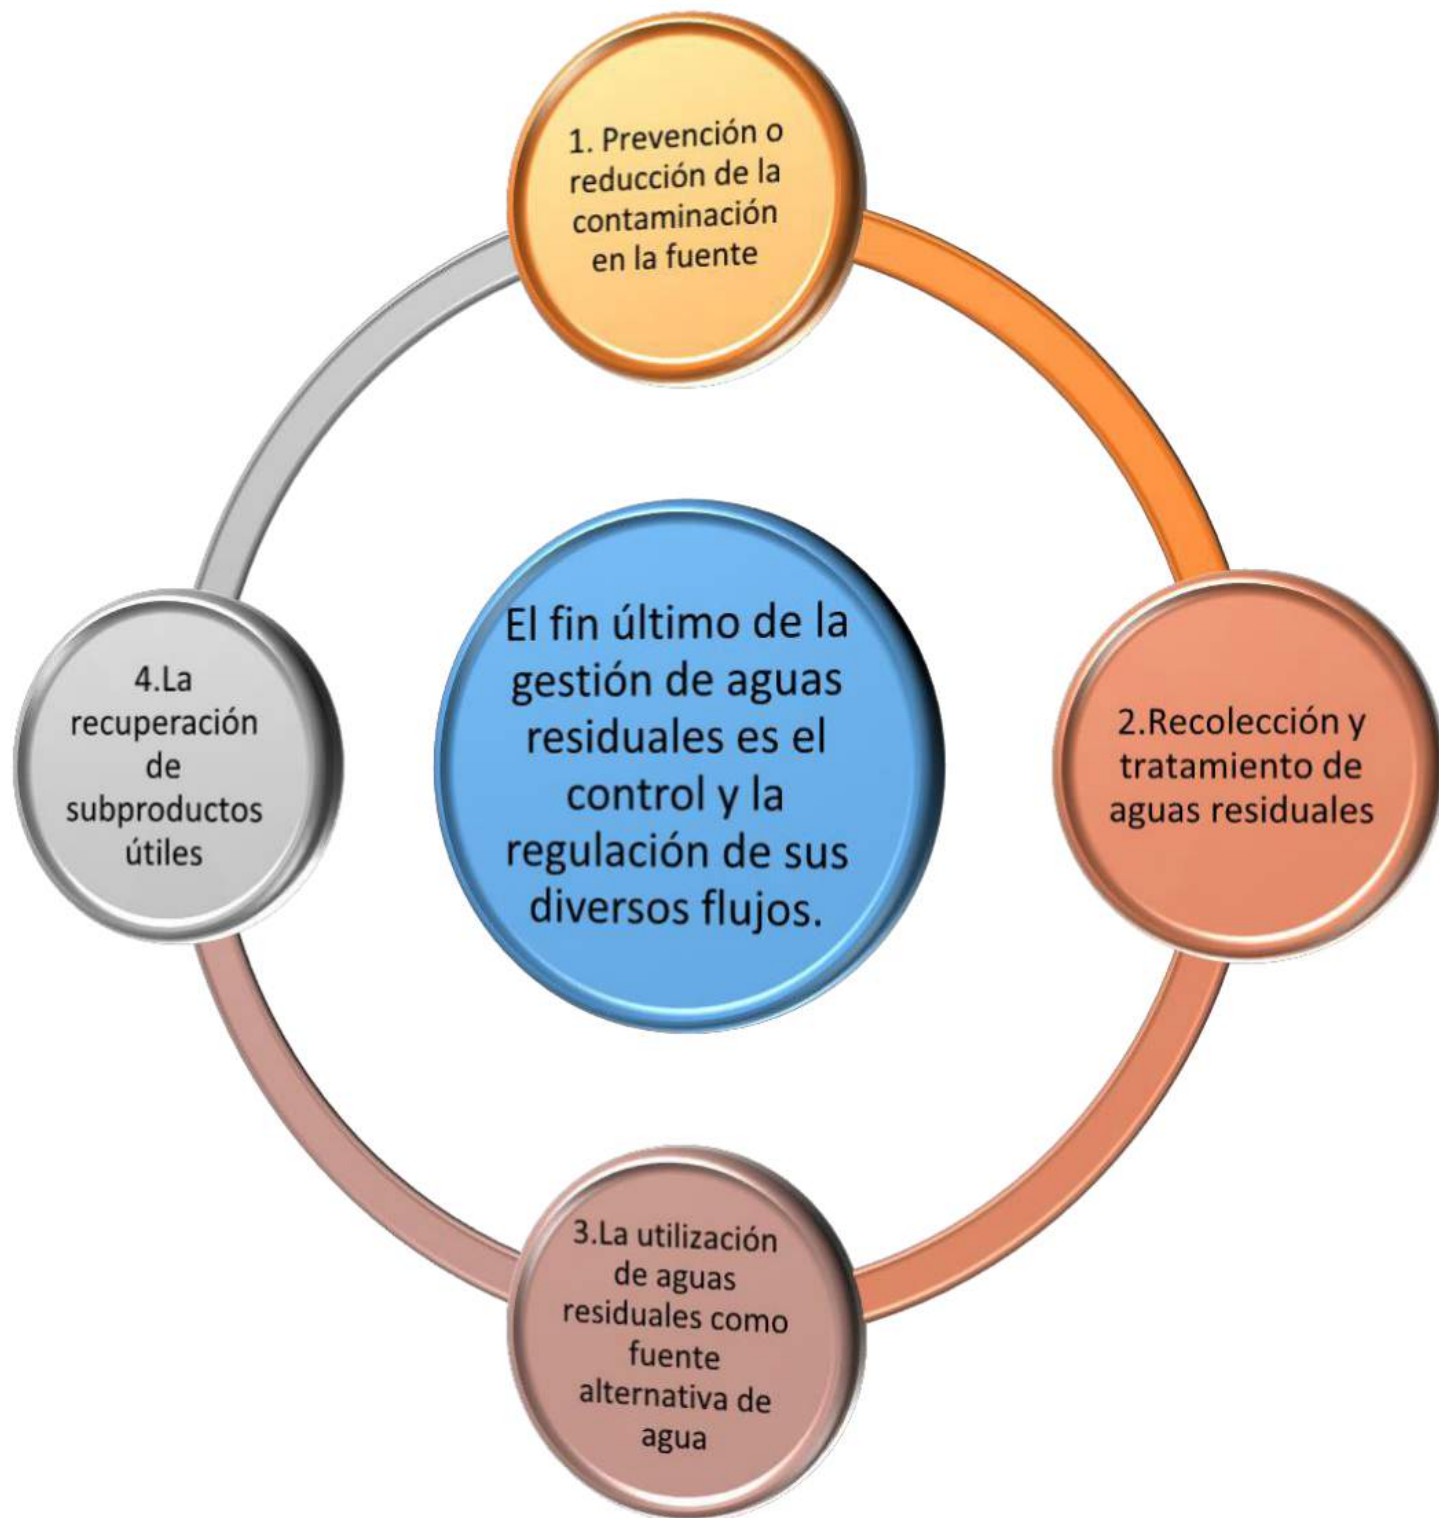 1. Prevención o
reducción de la
contaminación
en la fuente
El fin último de la
gestión de aguas
residuales es el
control y la
regulación de sus
diversos flujos.
2.Recolección y
tratamiento de
aguas residuales
3.La utilización
de aguas
residuales como
fuente
alternativa de
agua
4.La
recuperación
de
subproductos
útiles